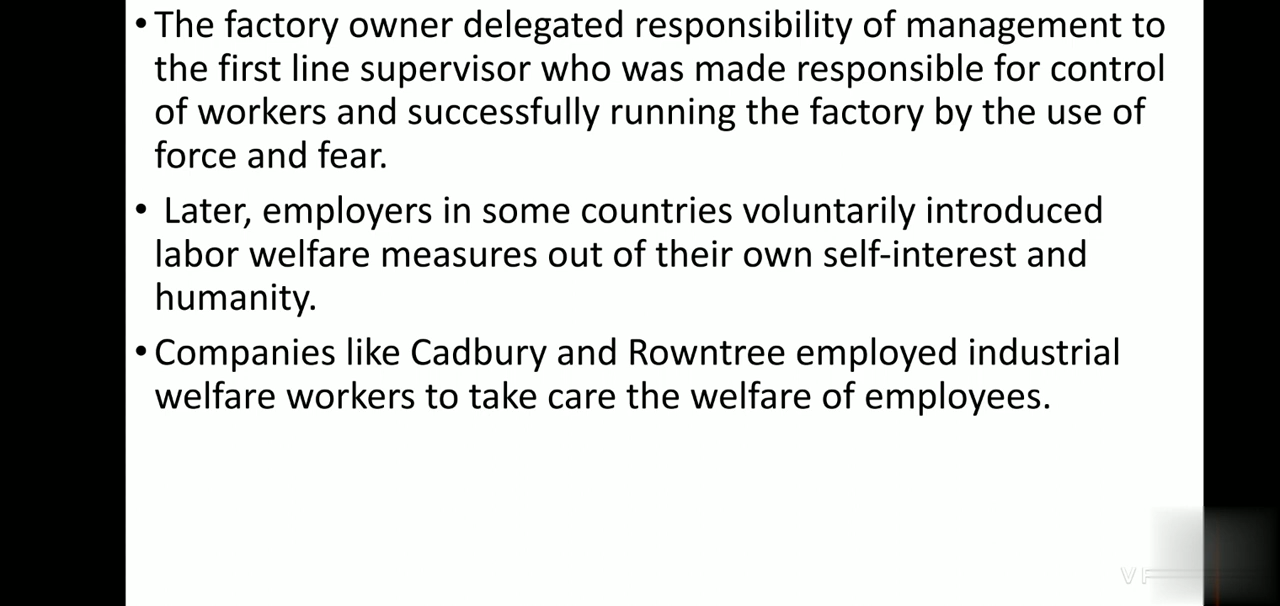 • The factory owner delegated responsibility of management to
the first line supervisor who was made responsible for control
of workers and successfully running the factory by the use of
force and fear.
• Later, employers in some countries voluntarily introduced
labor welfare measures out of their own self-interest and
humanity.
• Companies like Cadbury and Rowntree employed industrial
welfare workers to take care the welfare of employees.